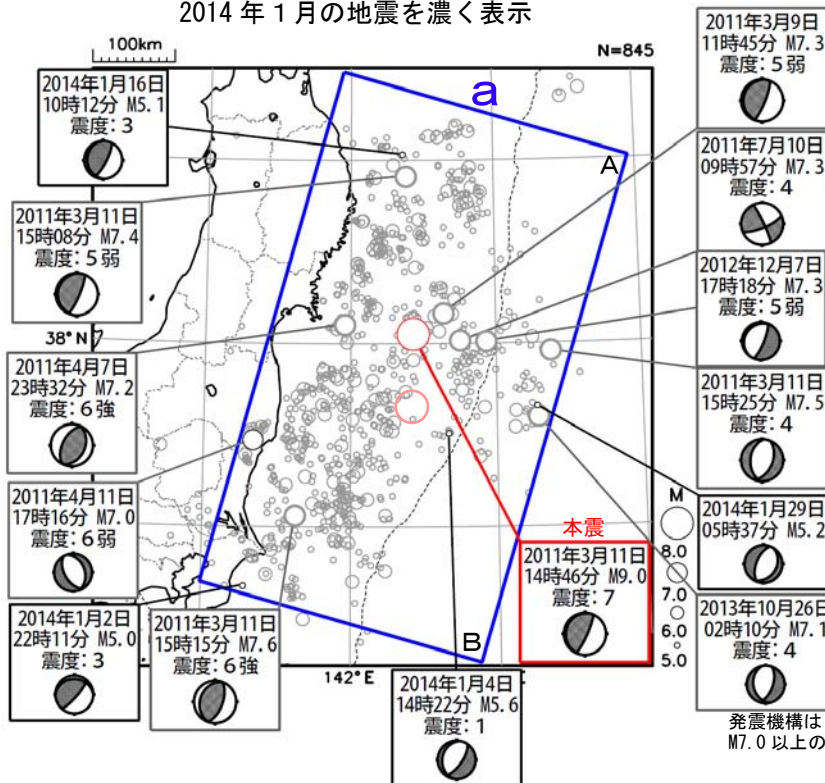 2014年1月の地震を濃く表示
100km
N=845
a
A
B
38°N
142°E
2014年1月16日
10時12分 M5.1
震度：3
2011年3月11日
15時08分 M7.4
震度：5弱
2011年4月7日
23時32分 M7.2
震度：6強
2011年4月11日
17時16分 M7.0
震度：6弱
2014年1月2日
22時11分 M5.0
震度：3
2011年3月11日
15時15分 M7.6
震度：6強
2014年1月4日
14時22分 M5.6
震度：1
本震
2011年3月11日
14時46分 M9.0
震度：7
2011年3月9日
11時45分 M7.3
震度：5弱
2011年7月10日
09時57分 M7.3
震度：4
2012年12月7日
17時18分 M7.3
震度：5弱
2011年3月11日
15時25分 M7.5
震度：4
2014年1月29日
05時37分 M5.2
2013年10月26日
02時10分 M7.1
震度：4
M
8.0
7.0
6.0
5.0
発震機構は
M7.0以上の